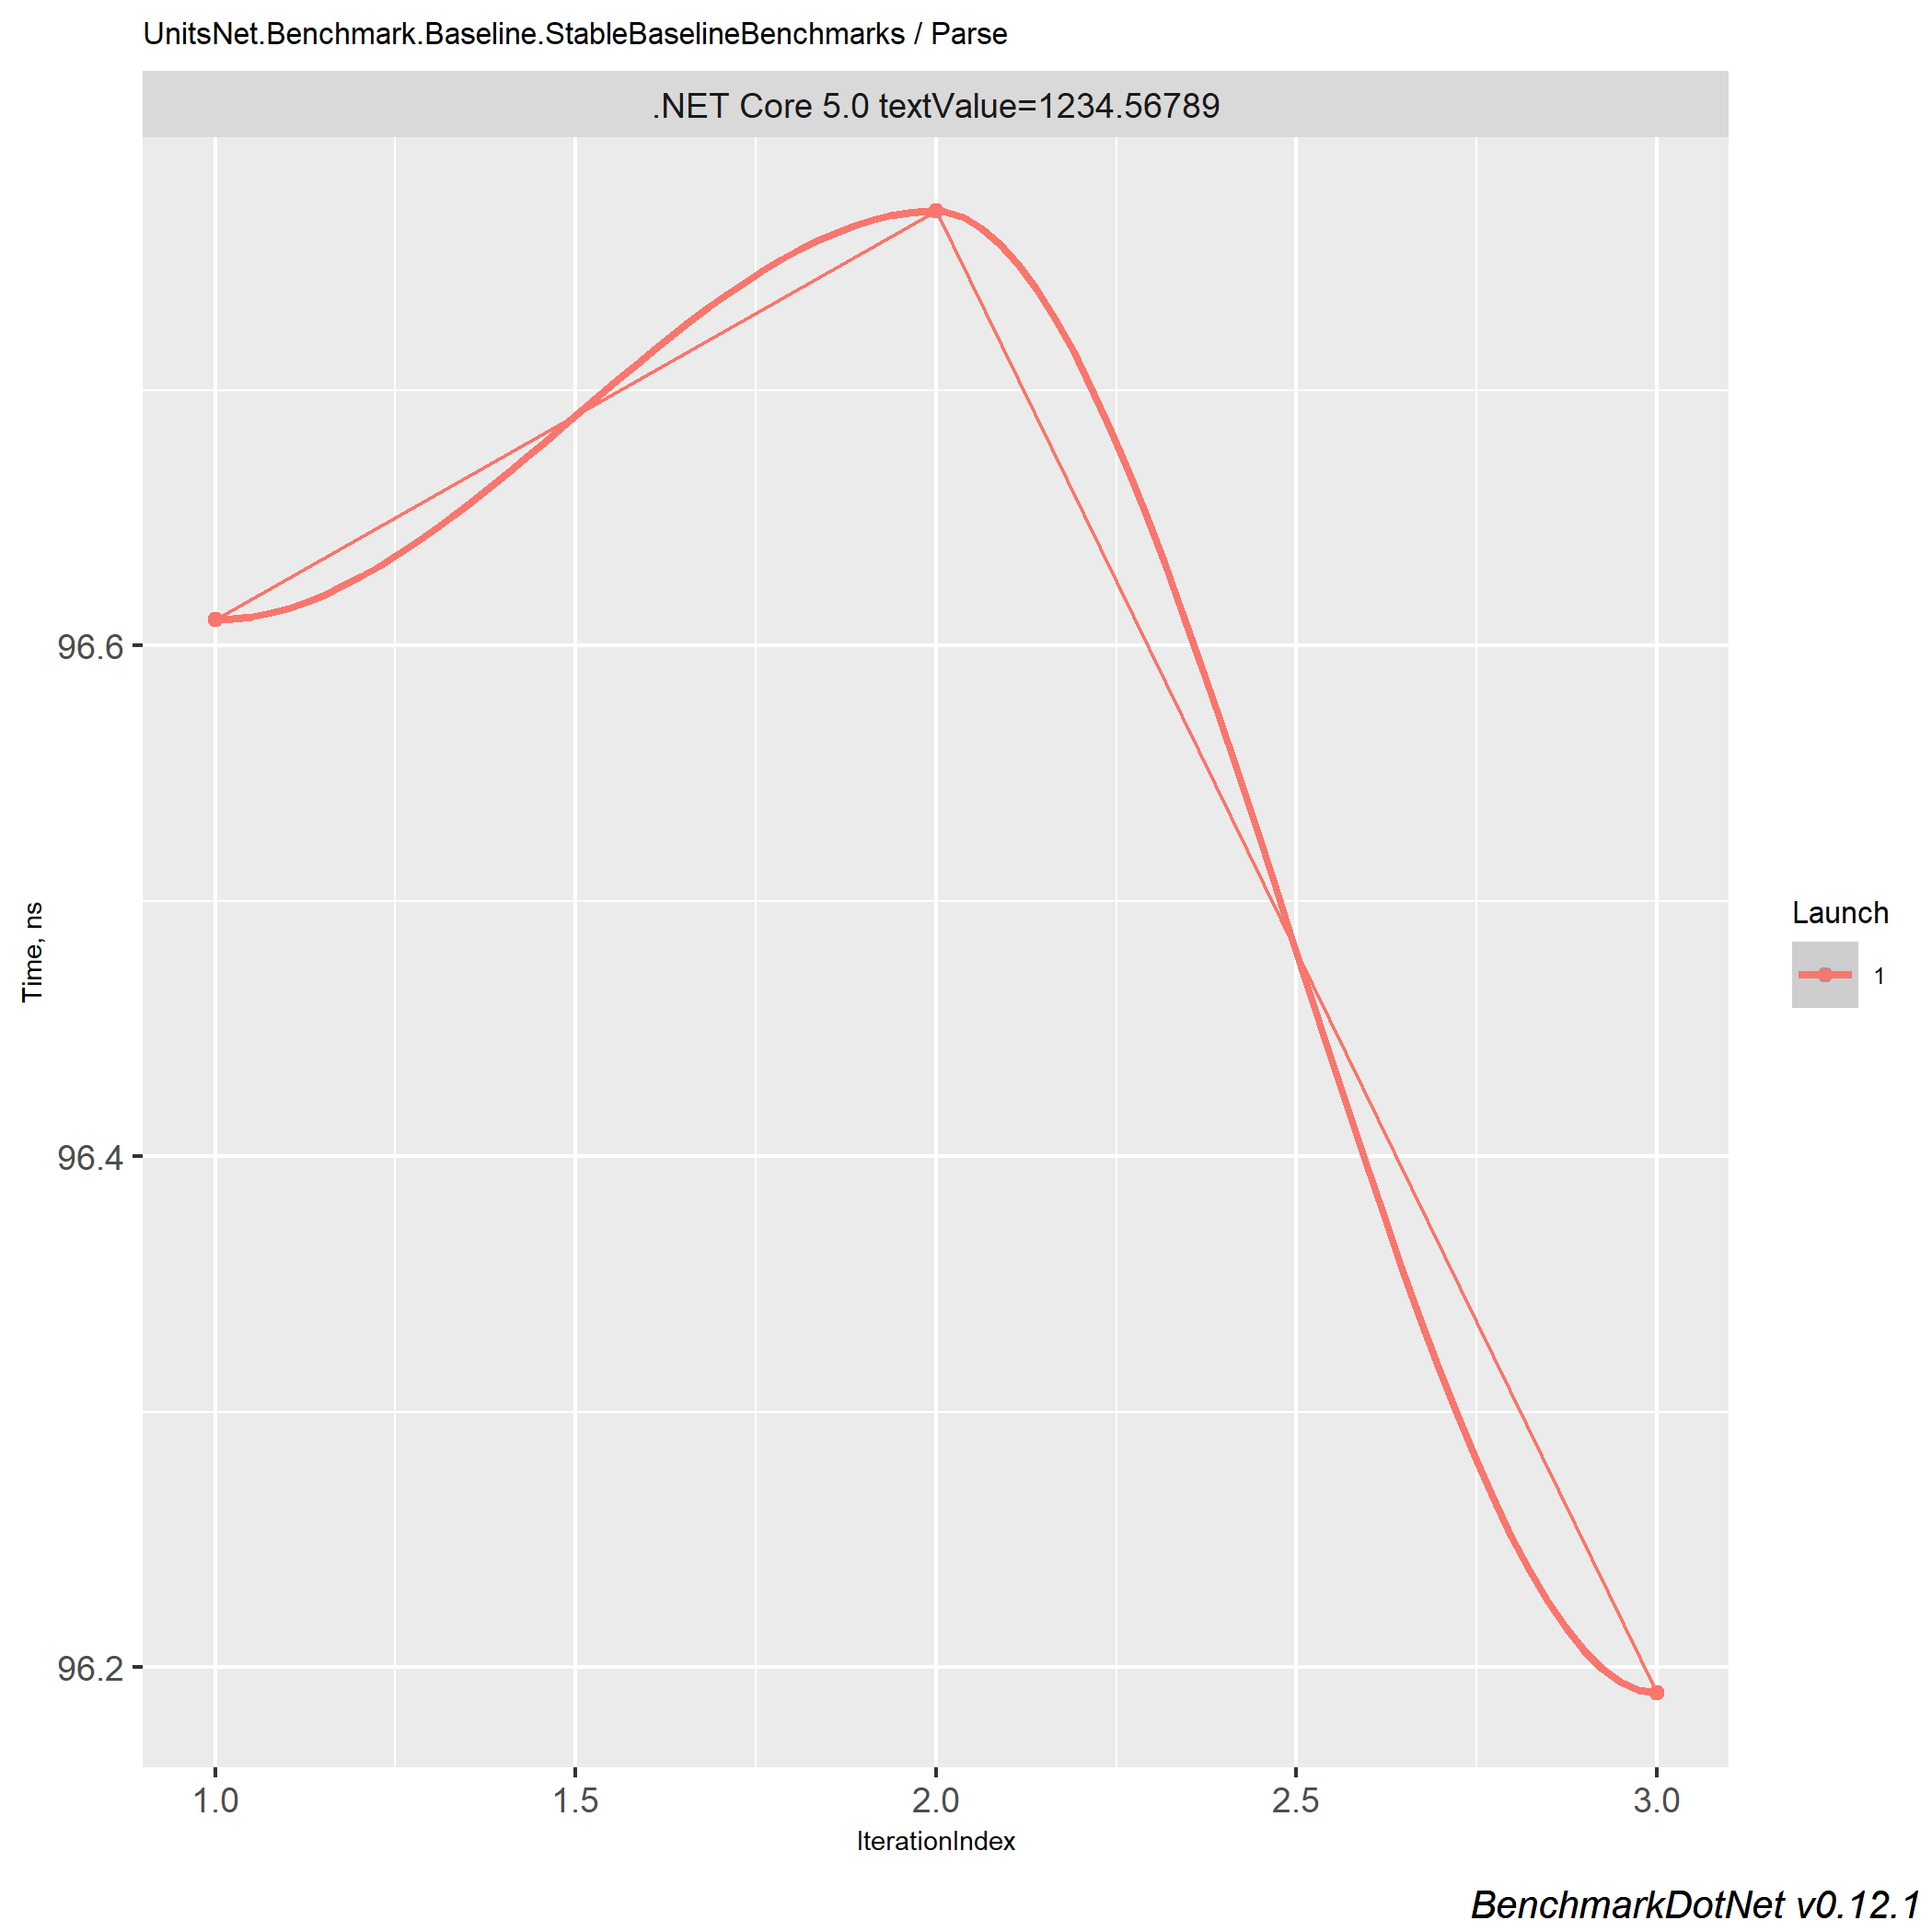 UnitsNet.Benchmark.Baseline.StableBaselineBenchmarks / Parse
.NET Core 5.0 textValue=1234.56789
96.6
96.4
96.2
Time, ns
1.0 1.5 2.0 2.5 3.0
IterationIndex
Launch
1
BenchmarkDotNet v0.12.1